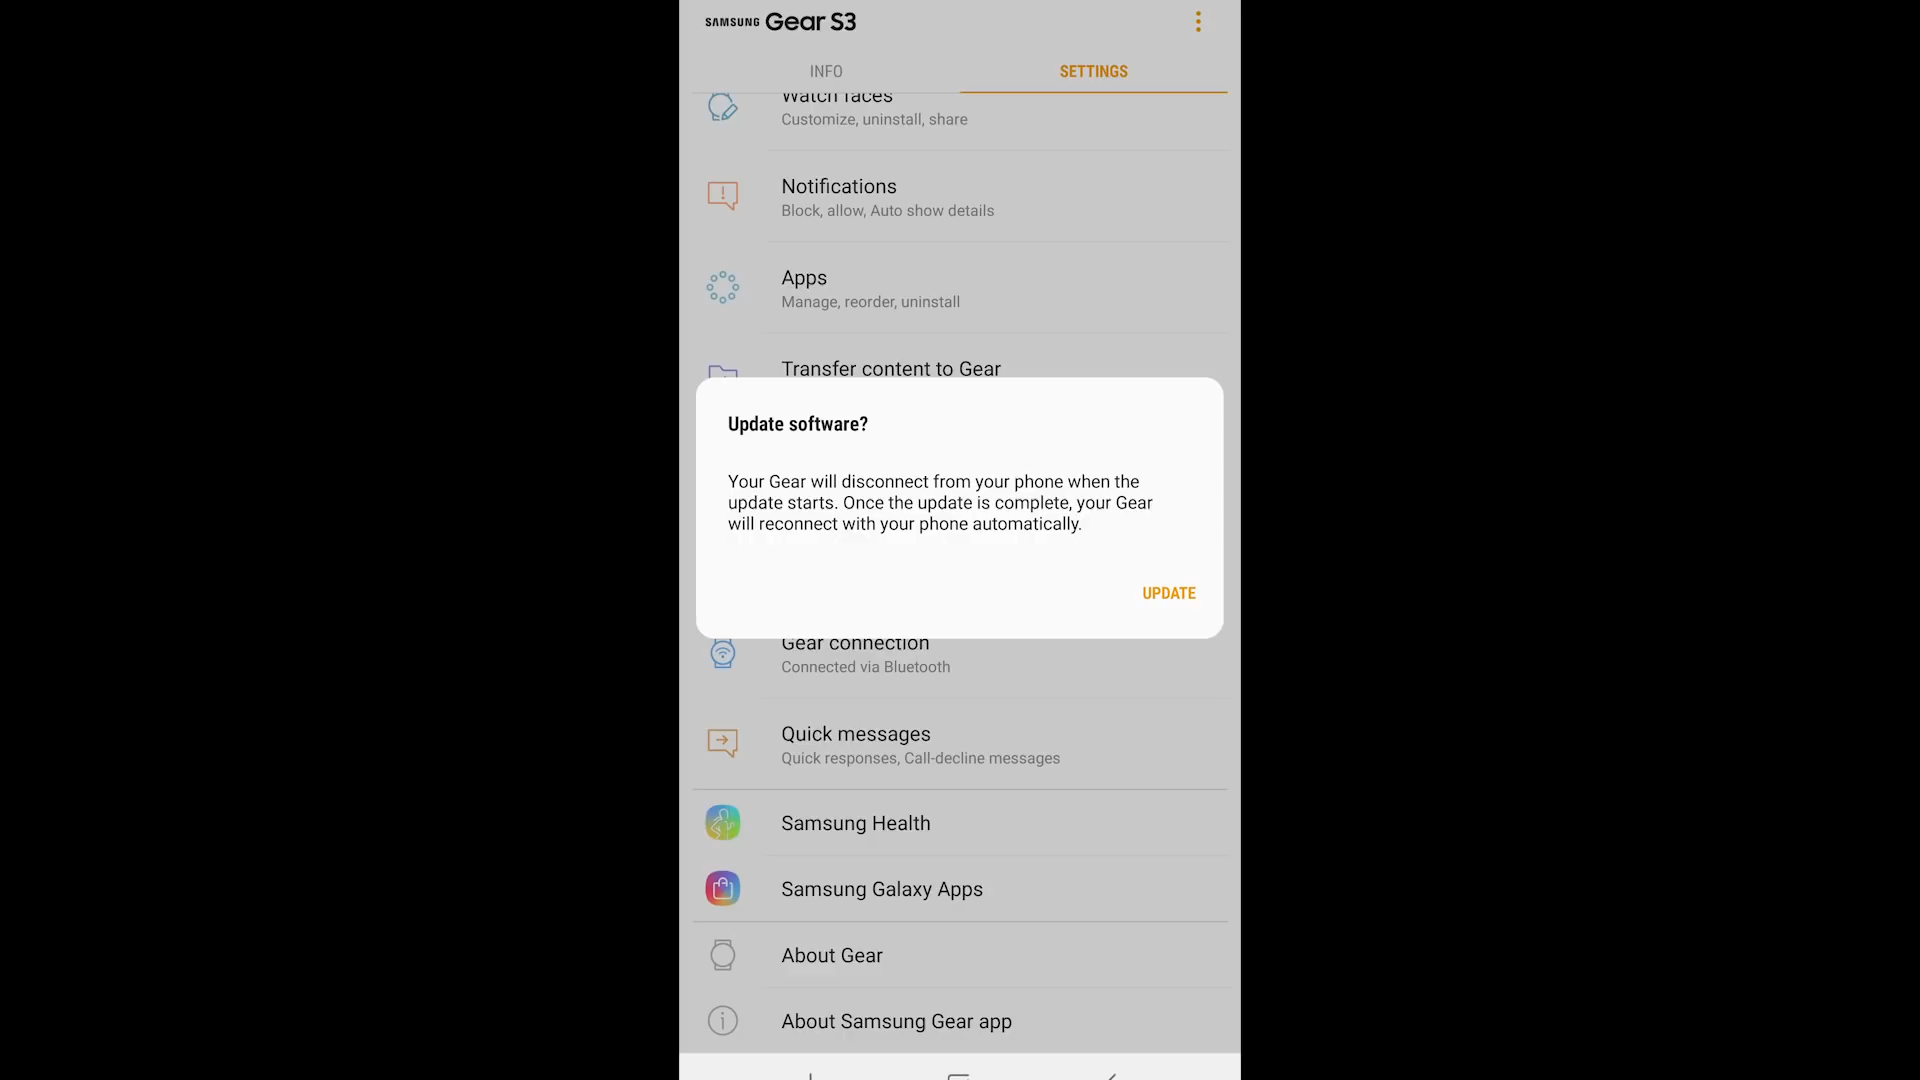 SAMSUNG Gear S3
INFO
SETTINGS
Watch faces
Customize, uninstall, share
Notifications
Block, allow, Auto show details
Apps
Manage, reorder, uninstall
Transfer content to Gear
Update software?
Your Gear will disconnect from your phone when the
update starts. Once the update is complete, your Gear
will reconnect with your phone automatically.
UPDATE
Gear connection
Connected via Bluetooth
Quick messages
Quick responses, Call-decline messages
Samsung Health
Samsung Galaxy Apps
About Gear
About Samsung Gear app